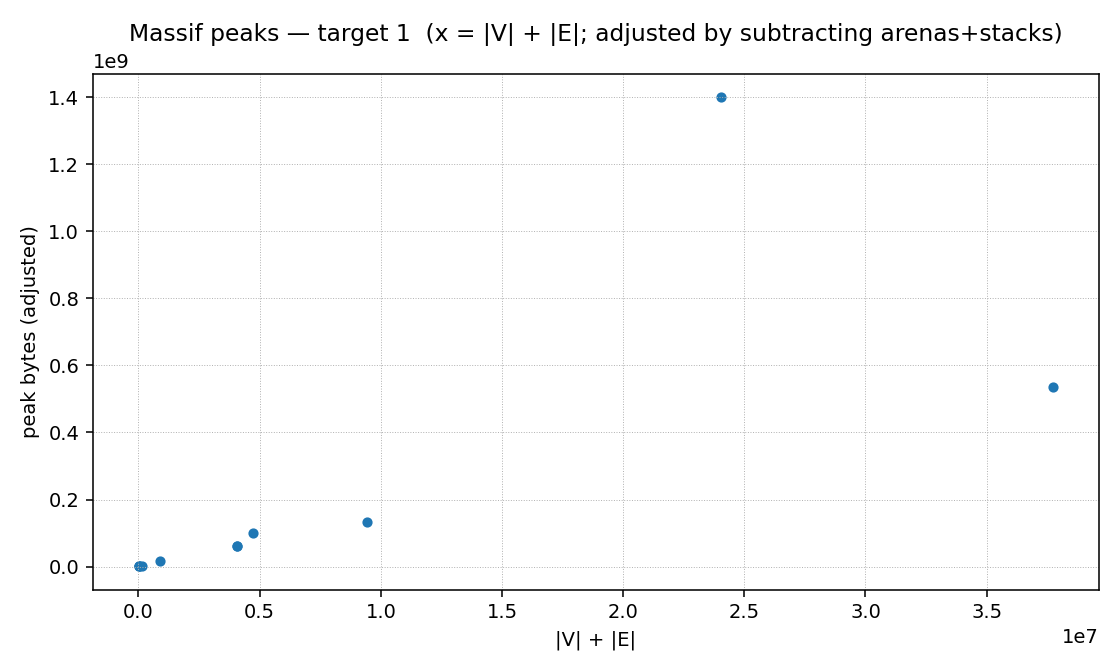 Massif peaks — target 1  (x = |V| + |E|; adjusted by subtracting arenas+stacks)
1e9
1.4
1.2
1.0
0.8
0.6
0.4
0.2
0.0
peak bytes (adjusted)
0.0 0.5 1.0 1.5 2.0 2.5 3.0 3.5
1e7
|V| + |E|